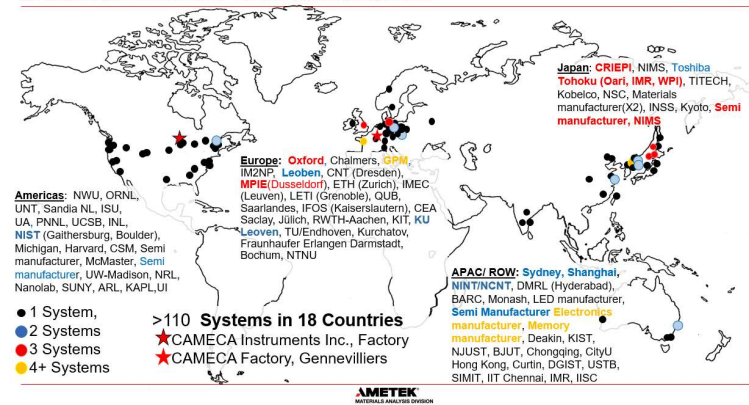 Japan: CRIEPI, NIMS, Toshiba
Tohoku (Oari, IMR, WPI), TITECH,
Kobelco, NSC, Materials
manufacturer(X2), INSS, Kyoto, Semi
manufacturer, NIMS
Europe: Oxford, Chalmers, GPM,
IM2NP, Leoben, CNT (Dresden),
MPIE(Dusseldorf), ETH (Zurich), IMEC
(Leuven), LETI (Grenoble), QUB,
Saarlandes, IFOS (Kaiserslautern), CEA
Saclay, Jülich, RWTH-Aachen, KIT, KU
Leoven, TU/Endhoven, Kurchatov,
Fraunhaufer Erlangen Darmstadt,
Bochum, NTNU
Americas: NWU, ORNL,
UNT, Sandia NL, ISU,
UA, PNNL, UCSB, INL,
NIST (Gaithersburg, Boulder),
Michigan, Harvard, CSM, Semi
manufacturer, McMaster, Semi
manufacturer, UW-Madison, NRL,
Nanolab, SUNY, ARL, KAPL,UI
APAC/ ROW: Sydney, Shanghai,
NINT/NCNT, DMRL (Hyderabad),
BARC, Monash, LED manufacturer,
Semi Manufacturer Electronics
manufacturer, Memory
manufacturer, Deakin, KIST,
NJUST, BJUT, Chongqing, CityU
Hong Kong, Curtin, DGIST, USTB,
SIMIT, IIT Chennai, IMR, IISC
1 System,
2 Systems
3 Systems
4+ Systems
>110 Systems in 18 Countries
CAMECA Instruments Inc., Factory
CAMECA Factory, Gennevilliers
AMETEK
MATERIALS ANALYSIS DIVISION